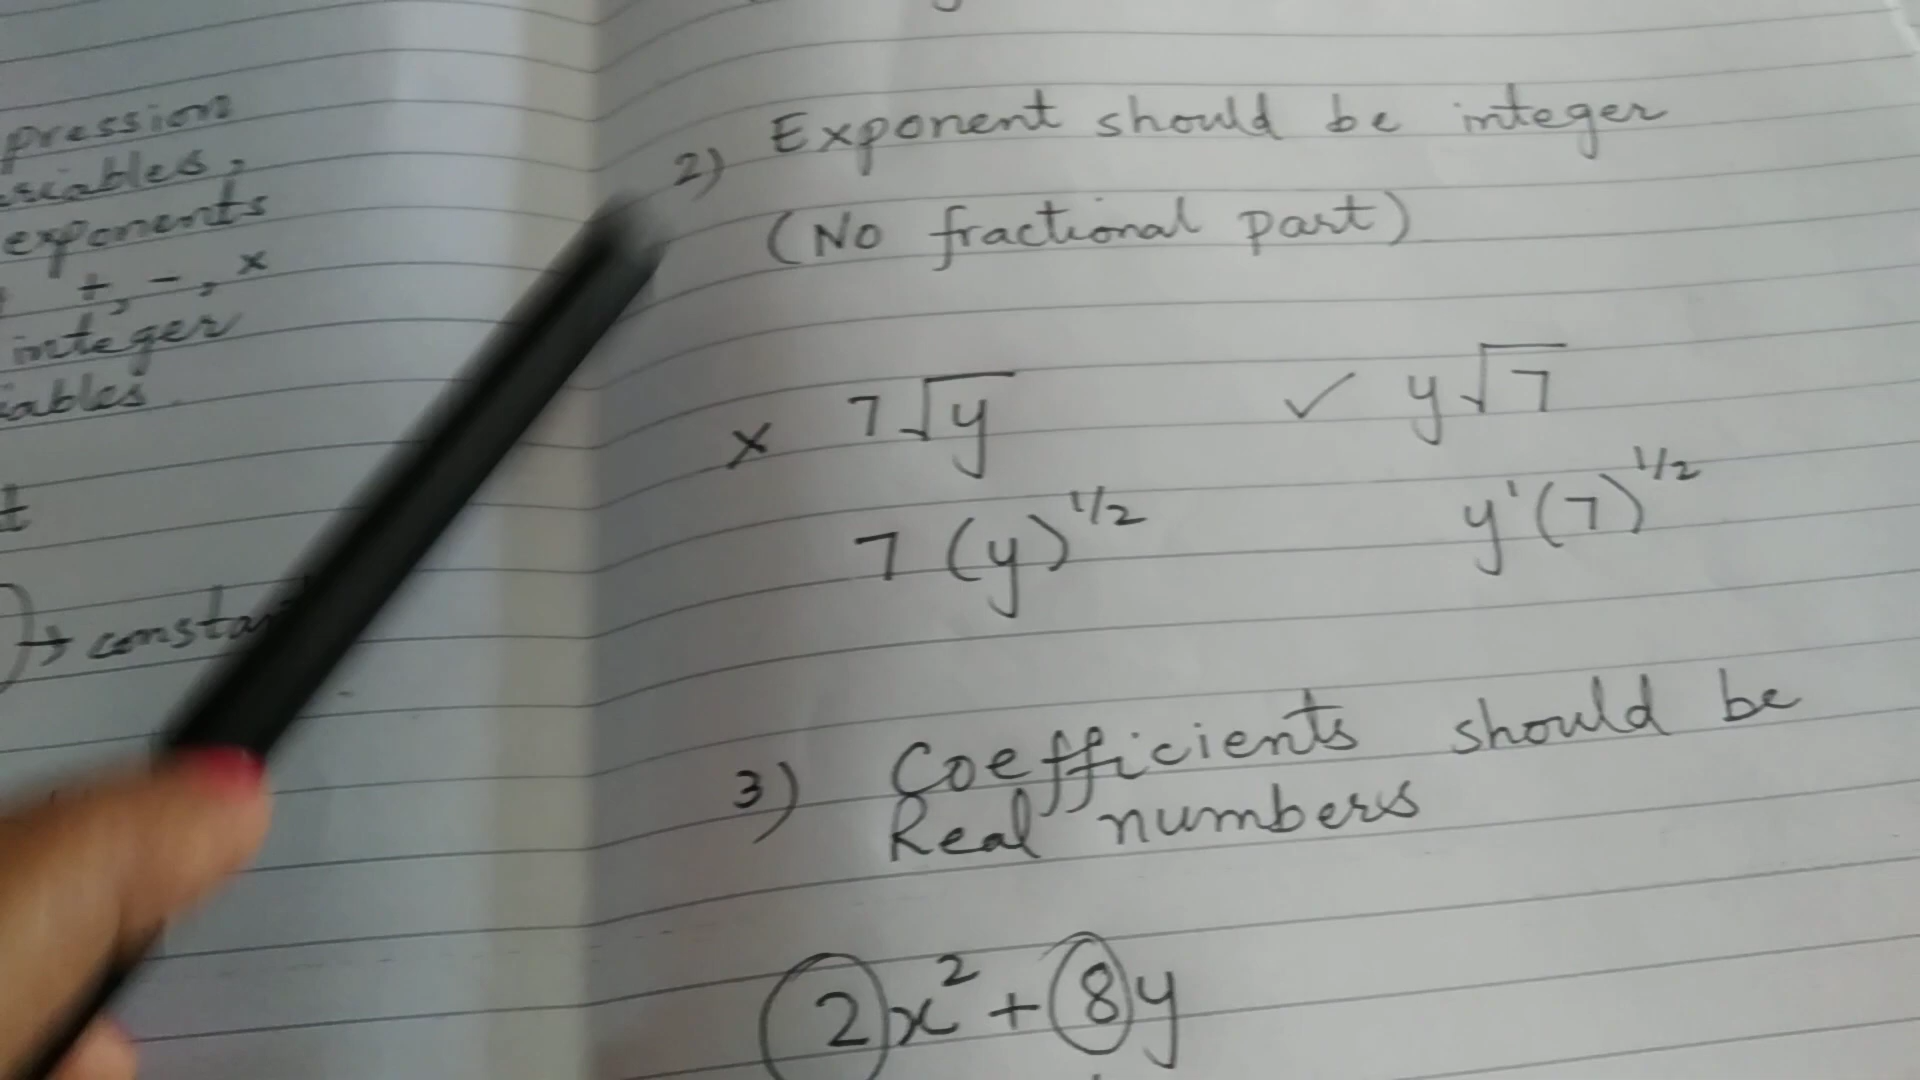 pression
exponents
+, -, x
integer
→ constan
2) Exponent should be integer
(No fractional part)
x 7√y ✓ y√7
7 (y)^1/2 y^1(7)^1/2
3) Coefficients should be
Real numbers
2x^2 + 8y